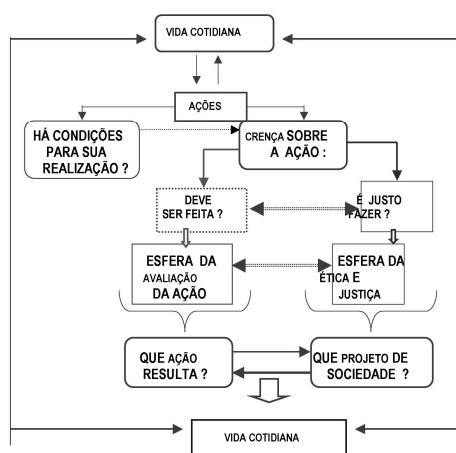 VIDA COTIDIANA
AÇÕES
HÁ CONDIÇÕES
PARA SUA
REALIZAÇÃO ?
CRENÇA SOBRE
A AÇÃO :
DEVE
SER FEITA ?
É JUSTO
FAZER ?
ESFERA DA
AVALIAÇÃO
DA AÇÃO
ESFERA DA
ÉTICA E
JUSTIÇA
QUE AÇÃO
RESULTA ?
QUE PROJETO DE
SOCIEDADE ?
VIDA COTIDIANA